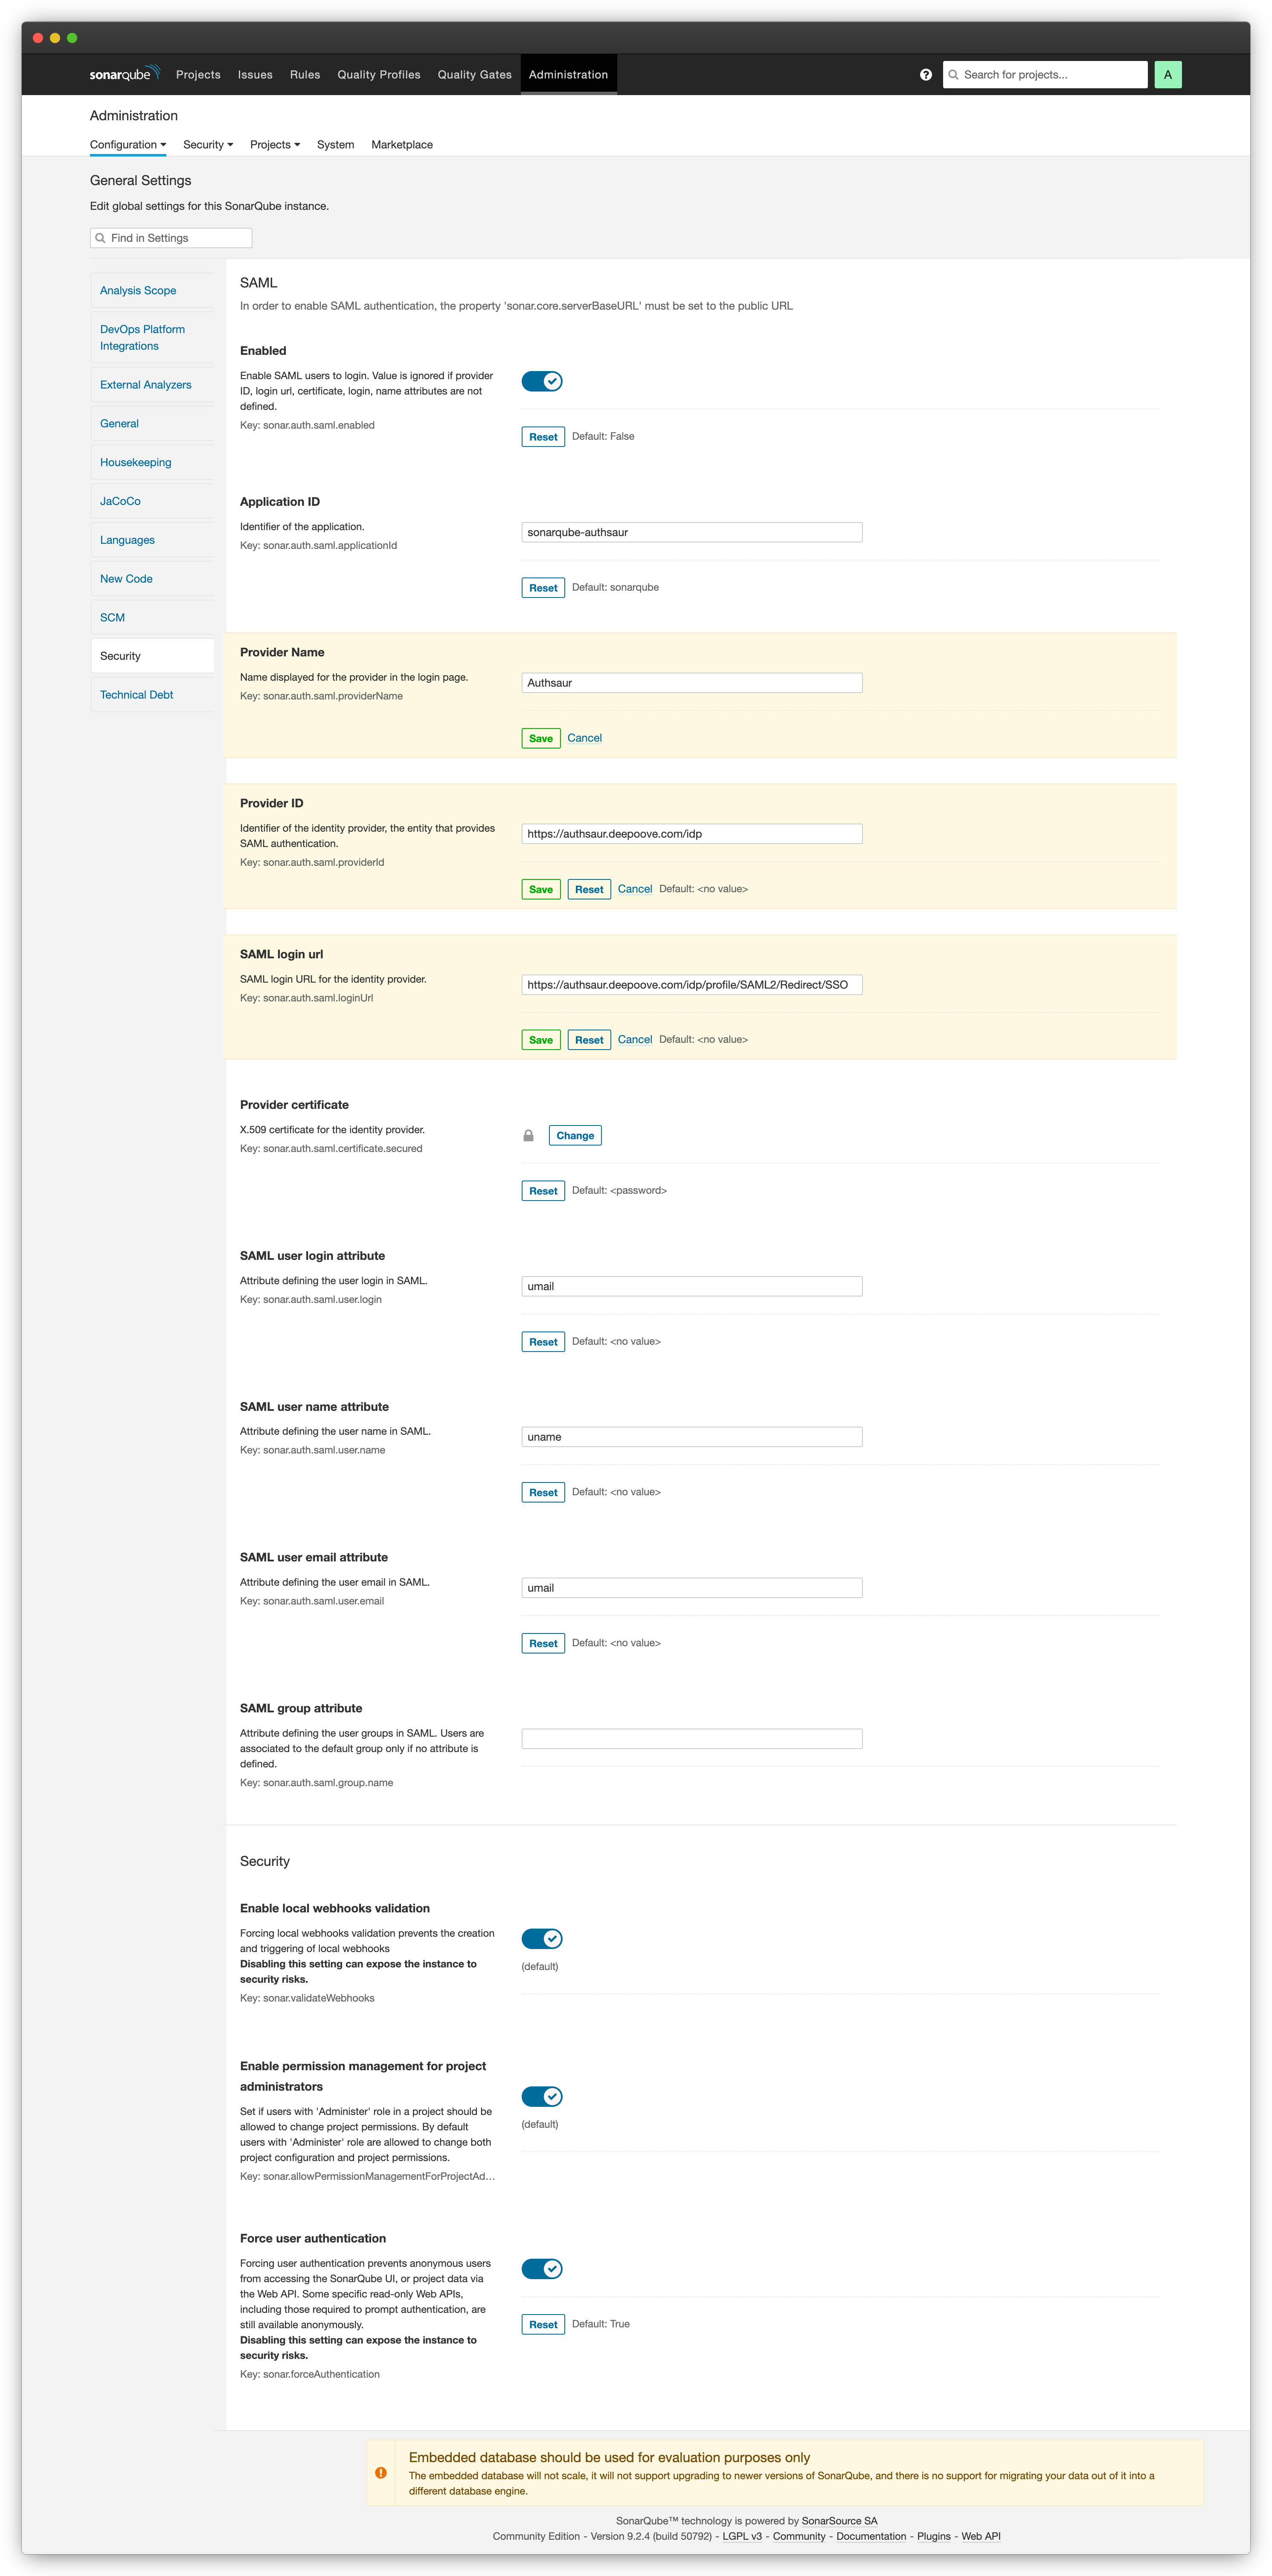 sonarqube
Projects Issues Rules Quality Profiles Quality Gates Administration
?
Search for projects...
A
Administration
Configuration Security Projects System Marketplace
General Settings
Edit global settings for this SonarQube instance.
Find in Settings
Analysis Scope
DevOps Platform
Integrations
External Analyzers
General
Housekeeping
JaCoCo
Languages
New Code
SCM
Security
Technical Debt
SAML
In order to enable SAML authentication, the property 'sonar.core.serverBaseURL' must be set to the public URL
Enabled
Enable SAML users to login. Value is ignored if provider
ID, login url, certificate, login, name attributes are not
defined.
Key: sonar.auth.saml.enabled
Reset Default: False
Application ID
Identifier of the application.
Key: sonar.auth.saml.applicationId
sonarqube-authsaur
Reset Default: sonarqube
Provider Name
Name displayed for the provider in the login page.
Key: sonar.auth.saml.providerName
Authsaur
Save Cancel
Provider ID
Identifier of the identity provider, the entity that provides
SAML authentication.
Key: sonar.auth.saml.providerId
https://authsaur.deepoove.com/idp
Save Reset Cancel Default: <no value>
SAML login url
SAML login URL for the identity provider.
Key: sonar.auth.saml.loginUrl
https://authsaur.deepoove.com/idp/profile/SAML2/Redirect/SSO
Save Reset Cancel Default: <no value>
Provider certificate
X.509 certificate for the identity provider.
Key: sonar.auth.saml.certificate.secured
Change
Reset Default: <password>
SAML user login attribute
Attribute defining the user login in SAML.
Key: sonar.auth.saml.user.login
umail
Reset Default: <no value>
SAML user name attribute
Attribute defining the user name in SAML.
Key: sonar.auth.saml.user.name
uname
Reset Default: <no value>
SAML user email attribute
Attribute defining the user email in SAML.
Key: sonar.auth.saml.user.email
umail
Reset Default: <no value>
SAML group attribute
Attribute defining the user groups in SAML. Users are
associated to the default group only if no attribute is
defined.
Key: sonar.auth.saml.group.name
Security
Enable local webhooks validation
Forcing local webhooks validation prevents the creation
and triggering of local webhooks
Disabling this setting can expose the instance to
security risks.
Key: sonar.validateWebhooks
(default)
Enable permission management for project
administrators
Set if users with 'Administer' role in a project should be
allowed to change project permissions. By default
users with 'Administer' role are allowed to change both
project configuration and project permissions.
Key: sonar.allowPermissionManagementForProjectAd...
(default)
Force user authentication
Forcing user authentication prevents anonymous users
from accessing the SonarQube UI, or project data via
the Web API. Some specific read-only Web APIs,
including those required to prompt authentication, are
still available anonymously.
Disabling this setting can expose the instance to
security risks.
Key: sonar.forceAuthentication
Reset Default: True
Embedded database should be used for evaluation purposes only
The embedded database will not scale, it will not support upgrading to newer versions of SonarQube, and there is no support for migrating your data out of it into a
different database engine.
SonarQube™ technology is powered by SonarSource SA
Community Edition - Version 9.2.4 (build 50792) - LGPL v3 - Community - Documentation - Plugins - Web API